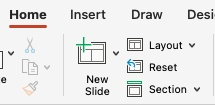 Home Insert Draw
Layout
New Slide
Reset
Section